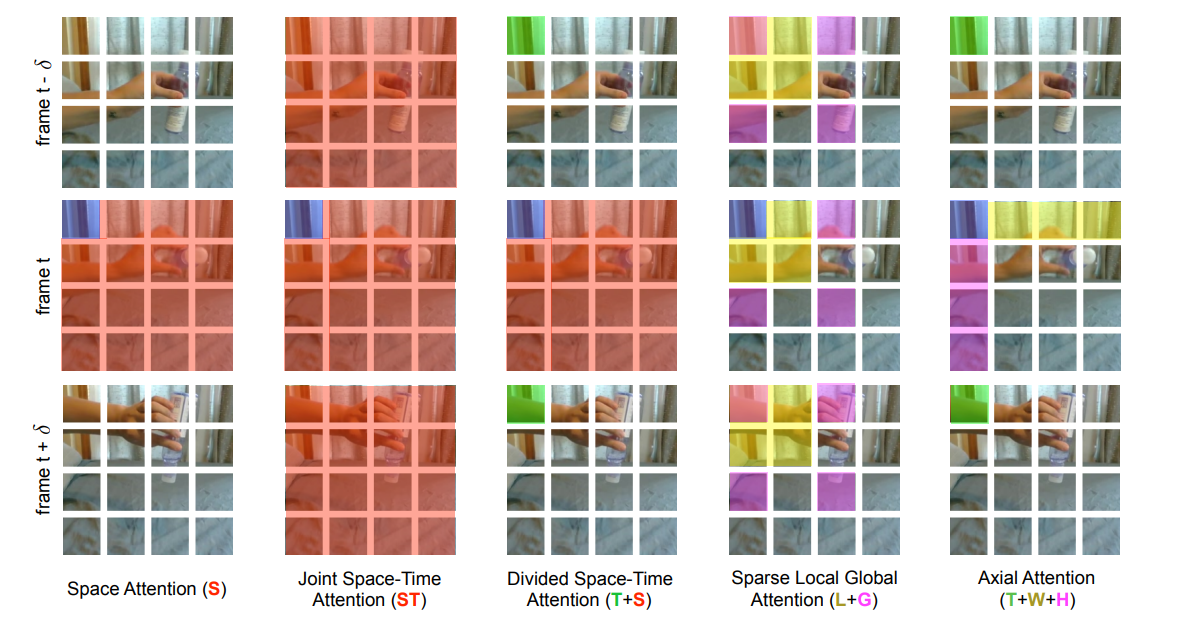 frame t - δ
frame t
frame t + δ
Space Attention (S)
Joint Space-Time
Attention (ST)
Divided Space-Time
Attention (T+S)
Sparse Local Global
Attention (L+G)
Axial Attention
(T+W+H)